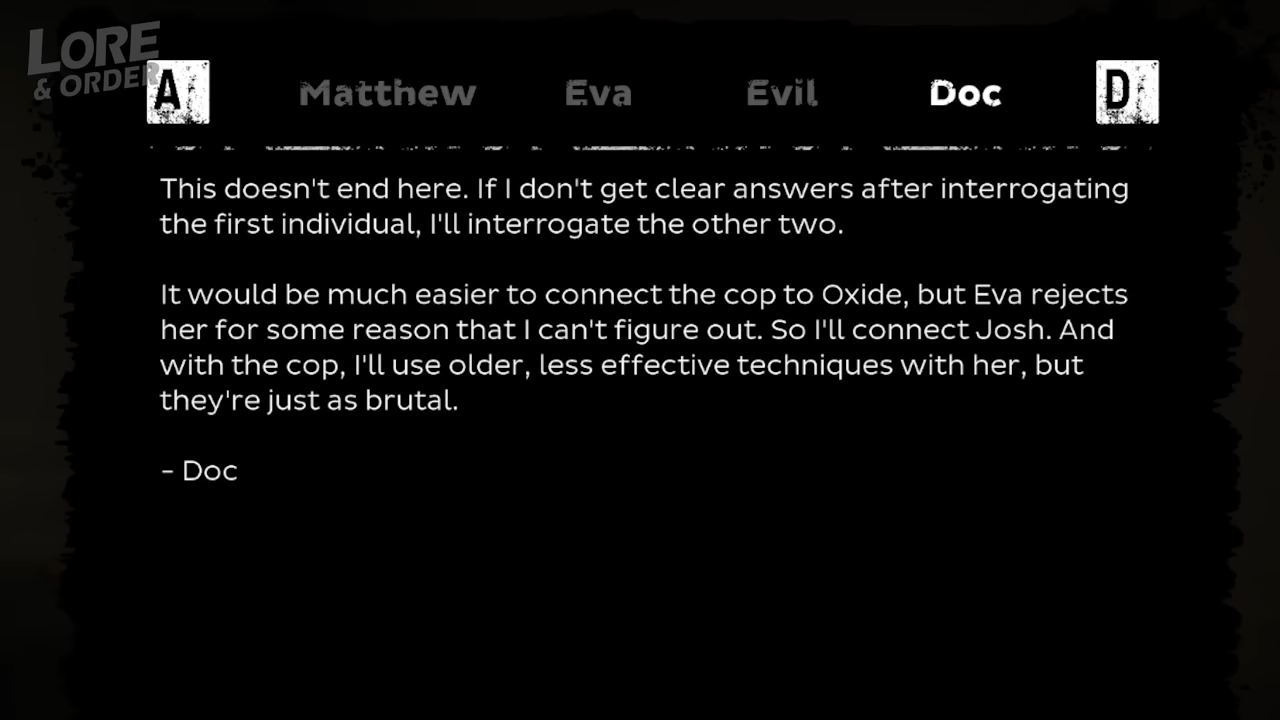 LORE
& ORDER
A Matthew Eva Evil Doc D
This doesn't end here. If I don't get clear answers after interrogating
the first individual, I'll interrogate the other two.
It would be much easier to connect the cop to Oxide, but Eva rejects
her for some reason that I can't figure out. So I'll connect Josh. And
with the cop, I'll use older, less effective techniques with her, but
they're just as brutal.
- Doc